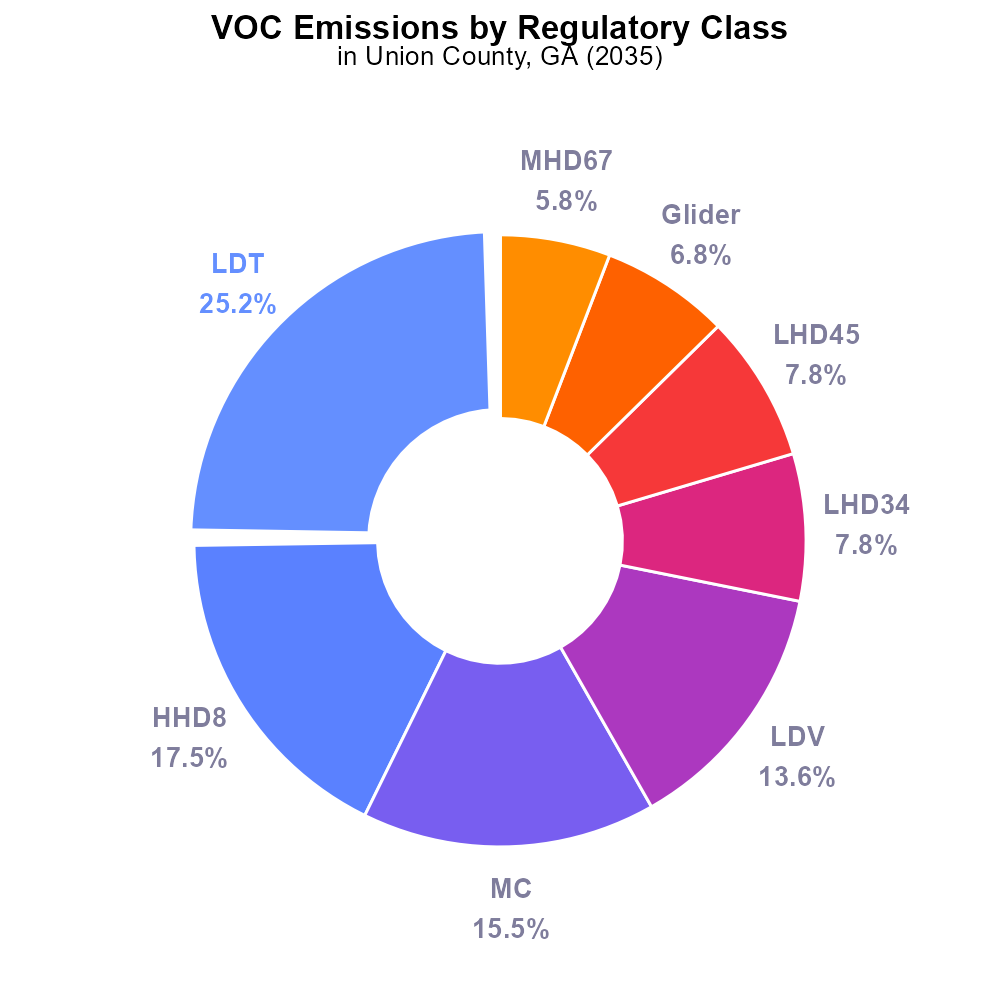 VOC Emissions by Regulatory Class
in Union County, GA (2035)
MHD67
5.8%
Glider
6.8%
LHD45
7.8%
LHD34
7.8%
LDV
13.6%
MC
15.5%
HHD8
17.5%
LDT
25.2%